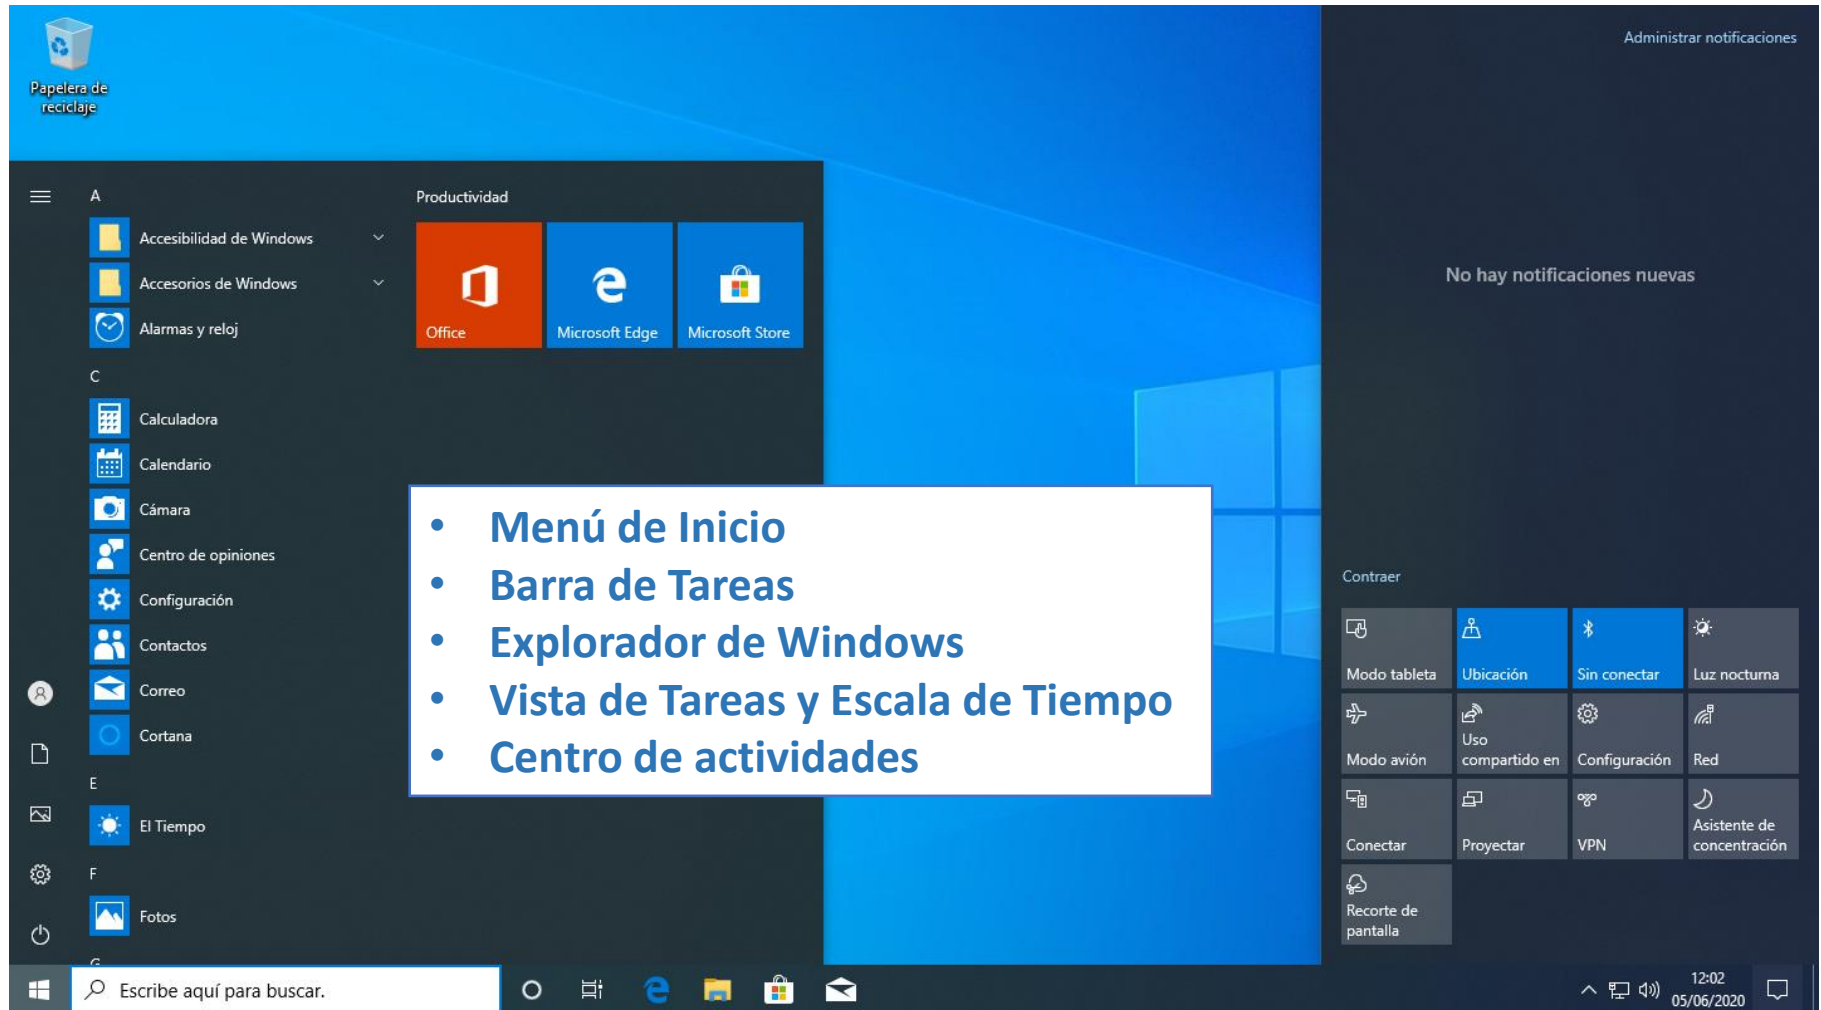 Papelera de
reciclaje
A
Accesibilidad de Windows
Accesorios de Windows
Alarmas y reloj
C
Calculadora
Calendario
Cámara
Centro de opiniones
Configuración
Contactos
Correo
Cortana
E
El Tiempo
F
Fotos
G
Productividad
Office
Microsoft Edge
Microsoft Store
• Menú de Inicio
• Barra de Tareas
• Explorador de Windows
• Vista de Tareas y Escala de Tiempo
• Centro de actividades
Administrar notificaciones
No hay notificaciones nuevas
Contraer
Modo tableta
Ubicación
Sin conectar
Luz nocturna
Modo avión
Uso
compartido en
Configuración
Red
Conectar
Proyectar
VPN
Asistente de
concentración
Recorte de
pantalla
Escribe aquí para buscar.
12:02
05/06/2020